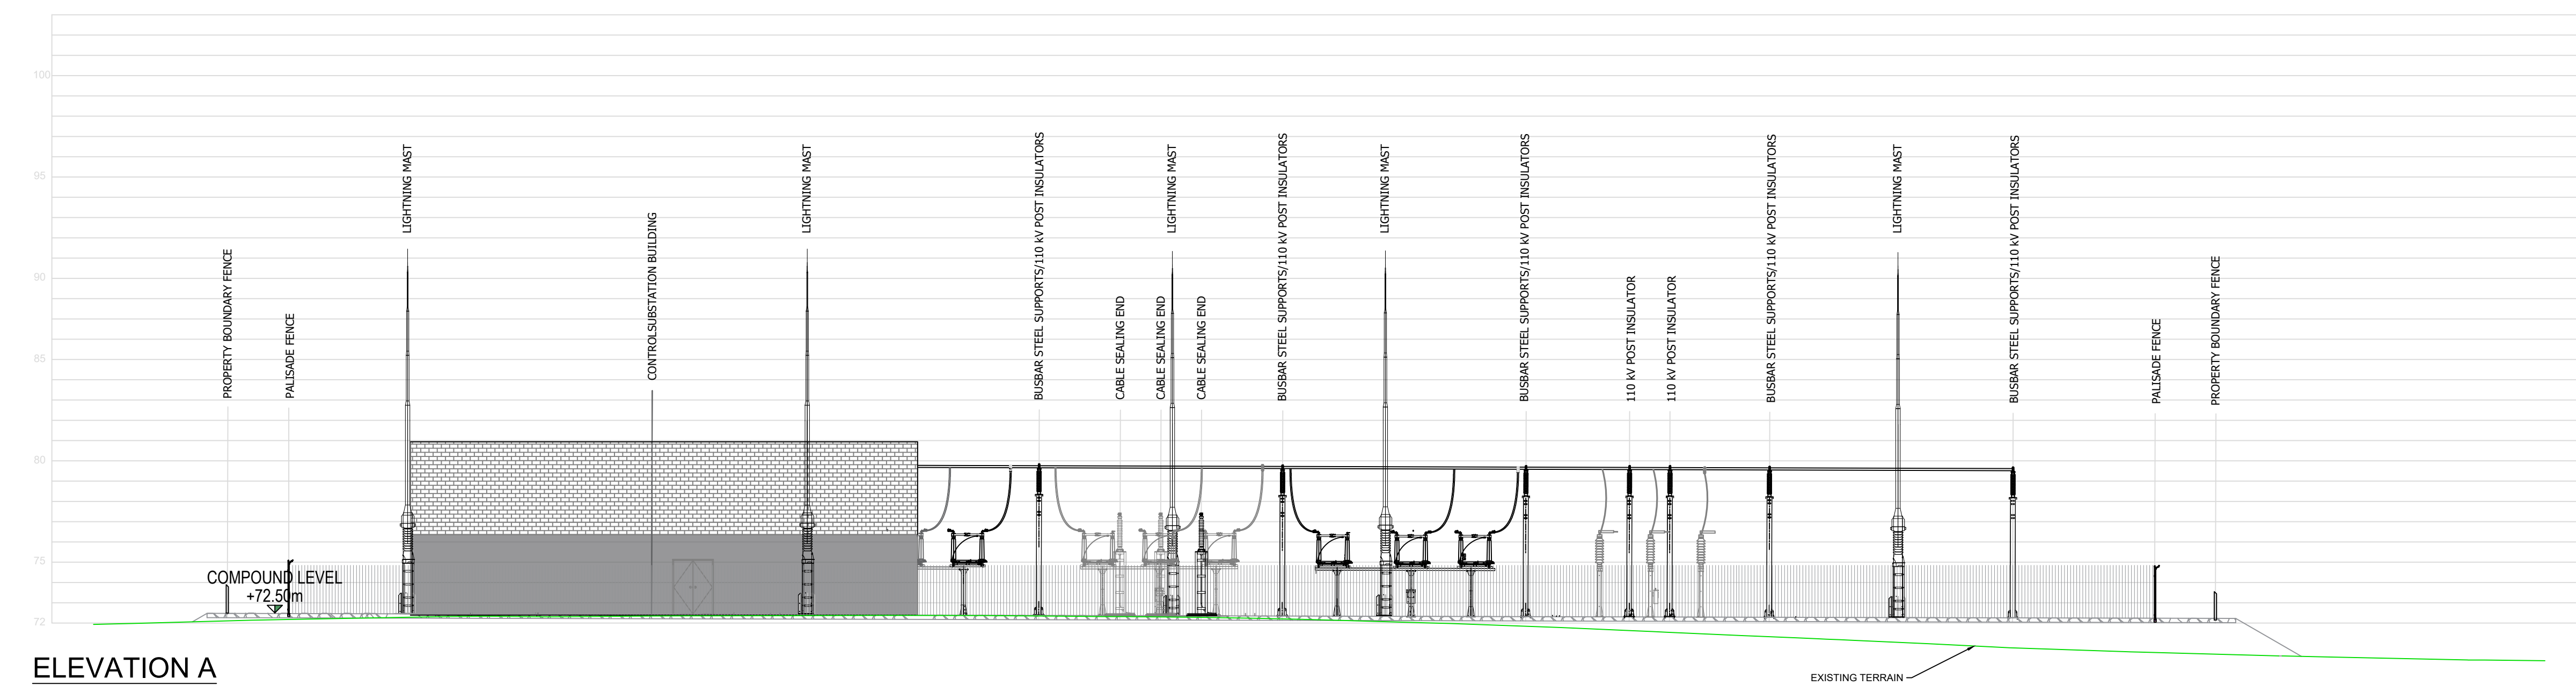 100
95
90
85
80
75
72
PROPERTY BOUNDARY FENCE
PALISADE FENCE
LIGHTNING MAST
CONTROLSUBSTATION BUILDING
LIGHTNING MAST
BUSBAR STEEL SUPPORTS/110 kV POST INSULATORS
CABLE SEALING END
CABLE SEALING END
LIGHTNING MAST
CABLE SEALING END
BUSBAR STEEL SUPPORTS/110 kV POST INSULATORS
LIGHTNING MAST
BUSBAR STEEL SUPPORTS/110 kV POST INSULATORS
110 kV POST INSULATOR
110 kV POST INSULATOR
BUSBAR STEEL SUPPORTS/110 kV POST INSULATORS
LIGHTNING MAST
BUSBAR STEEL SUPPORTS/110 kV POST INSULATORS
PALISADE FENCE
PROPERTY BOUNDARY FENCE
COMPOUND LEVEL
+72.50m
ELEVATION A
EXISTING TERRAIN